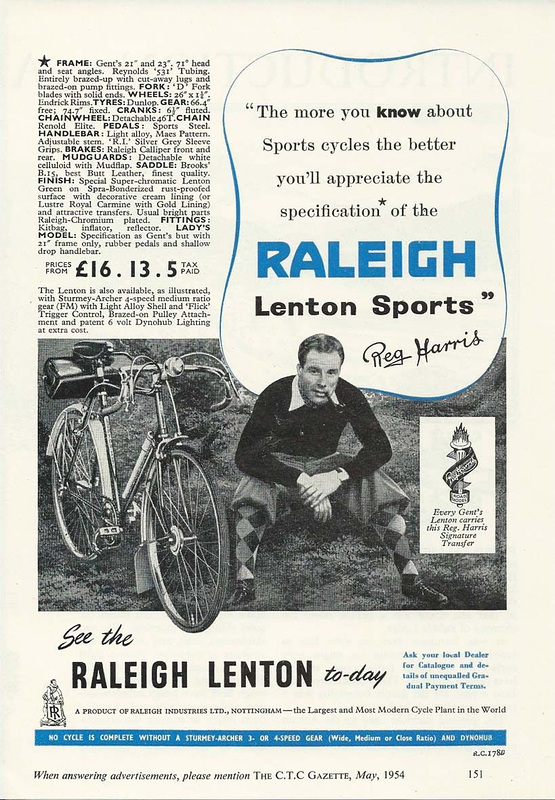 ★ FRAME: Gent's 21" and 23", 71° head
and seat angles. Reynolds '531' Tubing.
Entirely brazed-up with cut-away lugs and
brazed-on pump fittings. FORK: 'D' Fork
blades with solid ends. WHEELS: 26" x 1¼".
Endrick Rims. TYRES: Dunlop. GEAR: 66.4"
free; 74.7" fixed. CRANKS: 6½" fluted.
CHAINWHEEL: Detachable 46T. CHAIN
Renold Elite. PEDALS: Sports Steel.
HANDLEBAR: Light alloy, Maes Pattern.
Adjustable stem. 'R.I.' Silver Grey Sleeve
Grips. BRAKES: Raleigh Calliper front and
rear. MUDGUARDS: Detachable white
celluloid with Mudflap. SADDLE: Brooks'
B.15, best Butt Leather, finest quality.
FINISH: Special Super-chromatic Lenton
Green on Spra-Bonderized rust-proofed
surface with decorative cream lining (or
Lustre Royal Carmine with Gold Lining)
and attractive transfers. Usual bright parts
Raleigh-Chromium plated. FITTINGS:
Kitbag, inflator, reflector. LADY'S
MODEL: Specification as Gent's but with
21" frame only, rubber pedals and shallow
drop handlebar.
PRICES FROM £16.13.5 TAX PAID
The Lenton is also available, as illustrated,
with Sturmey-Archer 4-speed medium ratio
gear (FM) with Light Alloy Shell and 'Flick'
Trigger Control, Brazed-on Pulley Attach-
ment and patent 6 volt Dynohub Lighting
at extra cost.
"The more you know about
Sports cycles the better
you'll appreciate the
specification* of the
RALEIGH
Lenton Sports"
Reg Harris
Every Gent's
Lenton carries
this Reg. Harris
Signature
Transfer
See the
RALEIGH LENTON to-day
Ask your local Dealer
for Catalogue and de-
tails of unequalled Gra-
dual Payment Terms.
A PRODUCT OF RALEIGH INDUSTRIES LTD., NOTTINGHAM—the Largest and Most Modern Cycle Plant in the World
NO CYCLE IS COMPLETE WITHOUT A STURMEY-ARCHER 3- OR 4-SPEED GEAR (Wide, Medium or Close Ratio) AND DYNOHUB
R.C.178D
When answering advertisements, please mention THE C.T.C GAZETTE, May, 1954
151